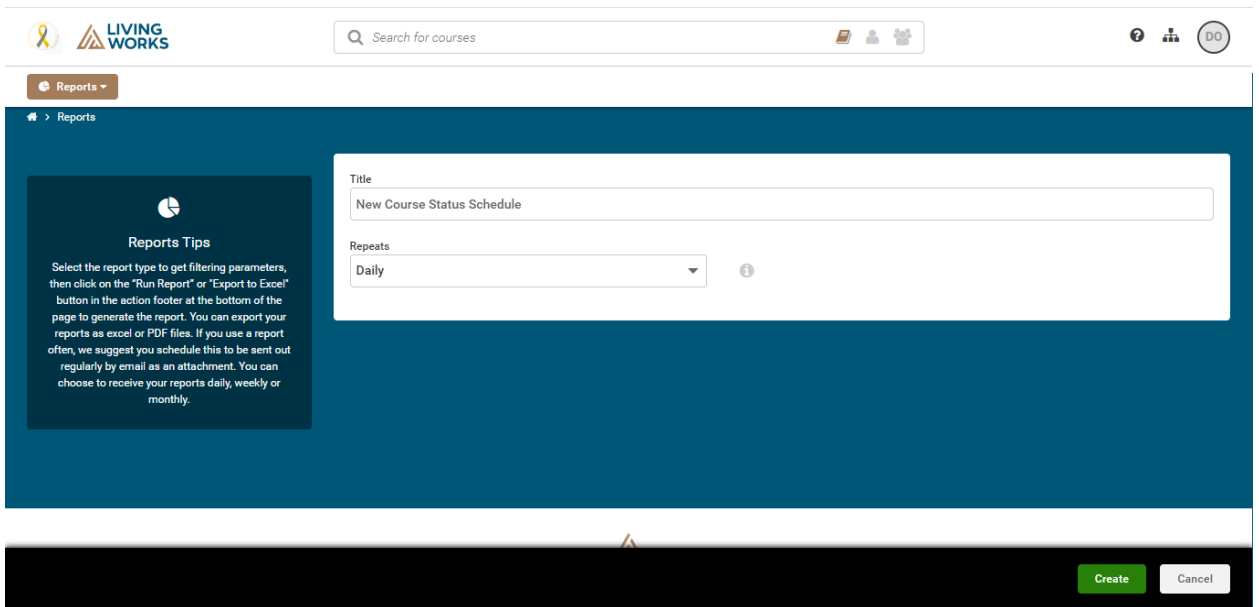 LIVING
WORKS
Search for courses
DO
Reports
> Reports
Reports Tips
Select the report type to get filtering parameters,
then click on the "Run Report" or "Export to Excel"
button in the action footer at the bottom of the
page to generate the report. You can export your
reports as excel or PDF files. If you use a report
often, we suggest you schedule this to be sent out
regularly by email as an attachment. You can
choose to receive your reports daily, weekly or
monthly.
Title
New Course Status Schedule
Repeats
Daily
Create
Cancel